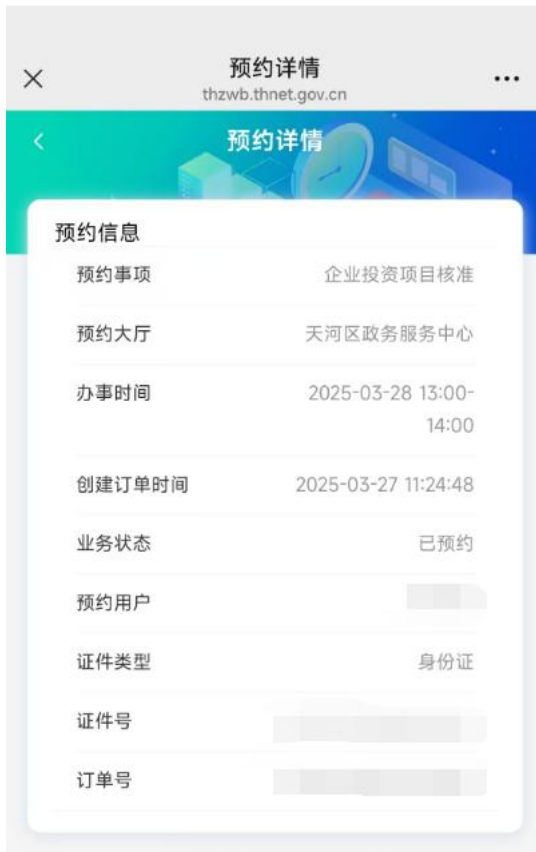 预约详情
thzwb.thnet.gov.cn
预约详情
预约信息
预约事项 企业投资项目核准
预约大厅 天河区政务服务中心
办事时间 2025-03-28 13:00-
14:00
创建订单时间 2025-03-27 11:24:48
业务状态 已预约
预约用户
证件类型 身份证
证件号
订单号